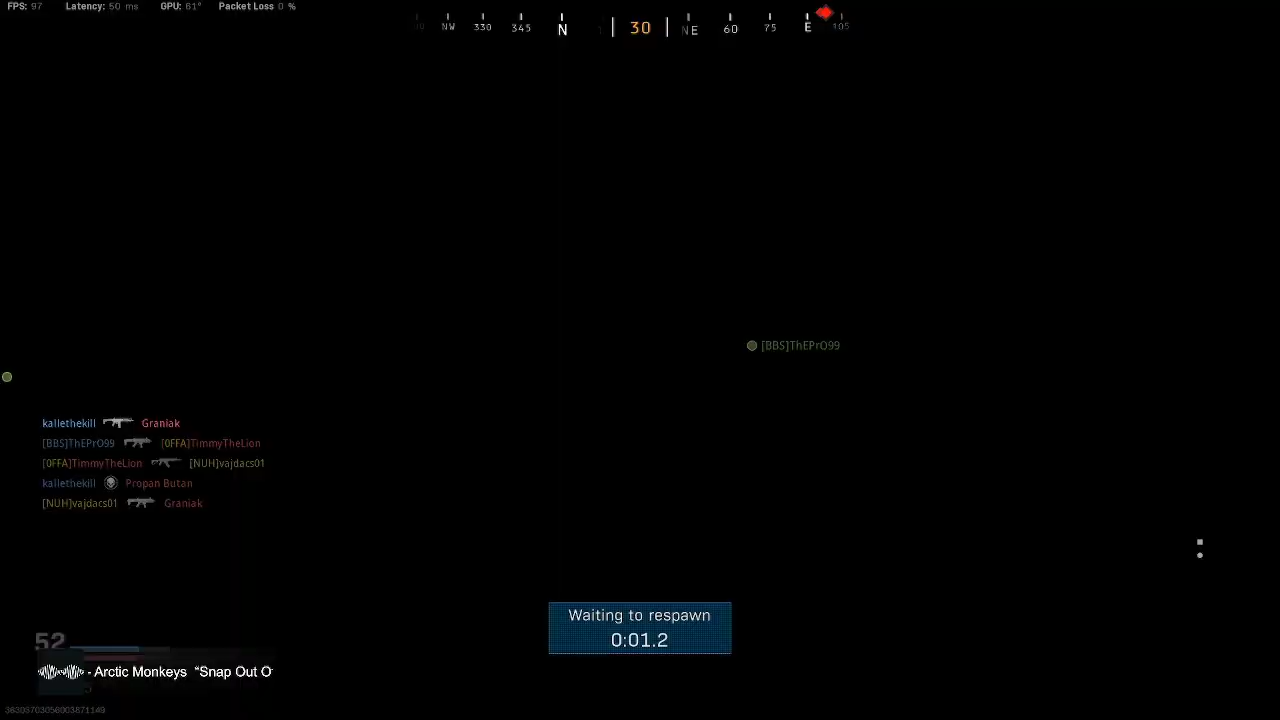 FPS: 97 Latency: 50 ms GPU: 61° Packet Loss 0 %
NW 330 345 N 30 NE 60 75 E 105
[BBS]ThEPrO99
kallethekill Graniak
[BBS]ThEPrO99 [0FFA]TimmyTheLion
[0FFA]TimmyTheLion [NUH]vajdacs01
kallethekill Propan Butan
[NUH]vajdacs01 Graniak
Waiting to respawn
0:01.2
52
- Arctic Monkeys "Snap Out O